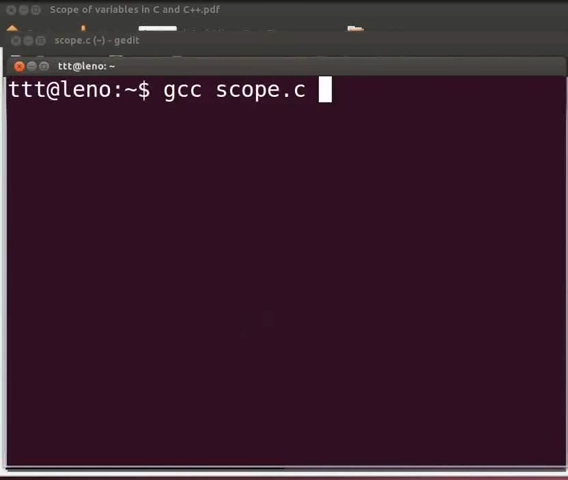 Scope of variables in C and C++.pdf
scope.c (~) - gedit
ttt@leno: ~
ttt@leno:~$ gcc scope.c